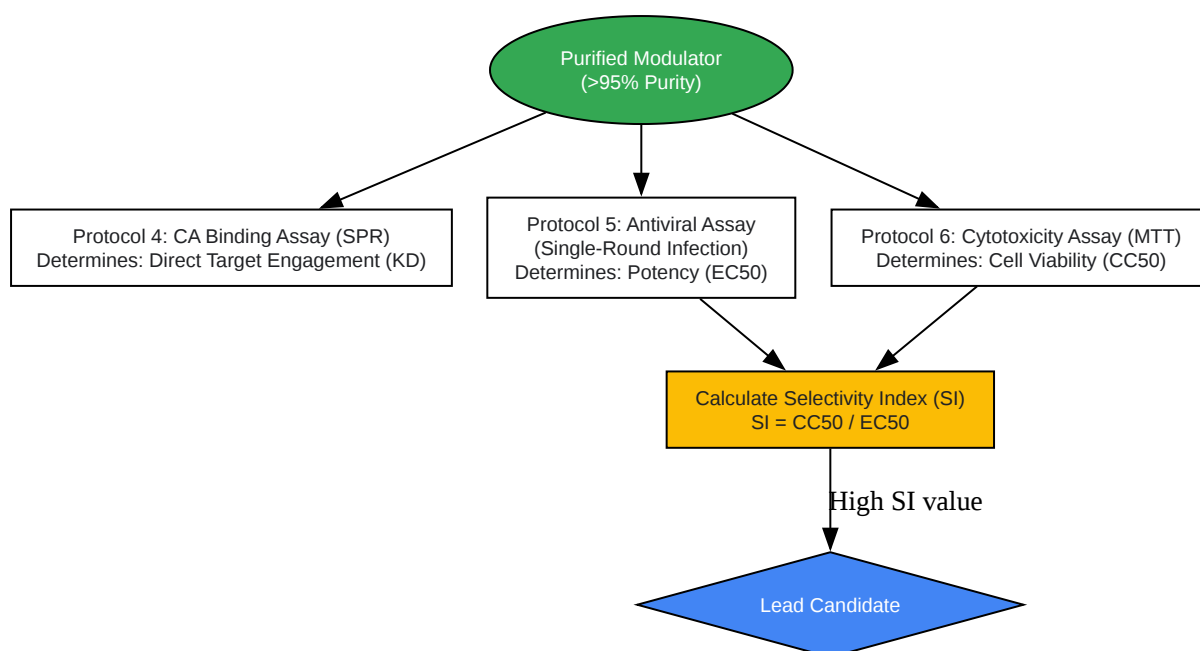 Purified Modulator
(>95% Purity)
Protocol 4: CA Binding Assay (SPR)
Determines: Direct Target Engagement (KD)
Protocol 5: Antiviral Assay
(Single-Round Infection)
Determines: Potency (EC50)
Protocol 6: Cytotoxicity Assay (MTT)
Determines: Cell Viability (CC50)
Calculate Selectivity Index (SI)
SI = CC50 / EC50
High SI value
Lead Candidate